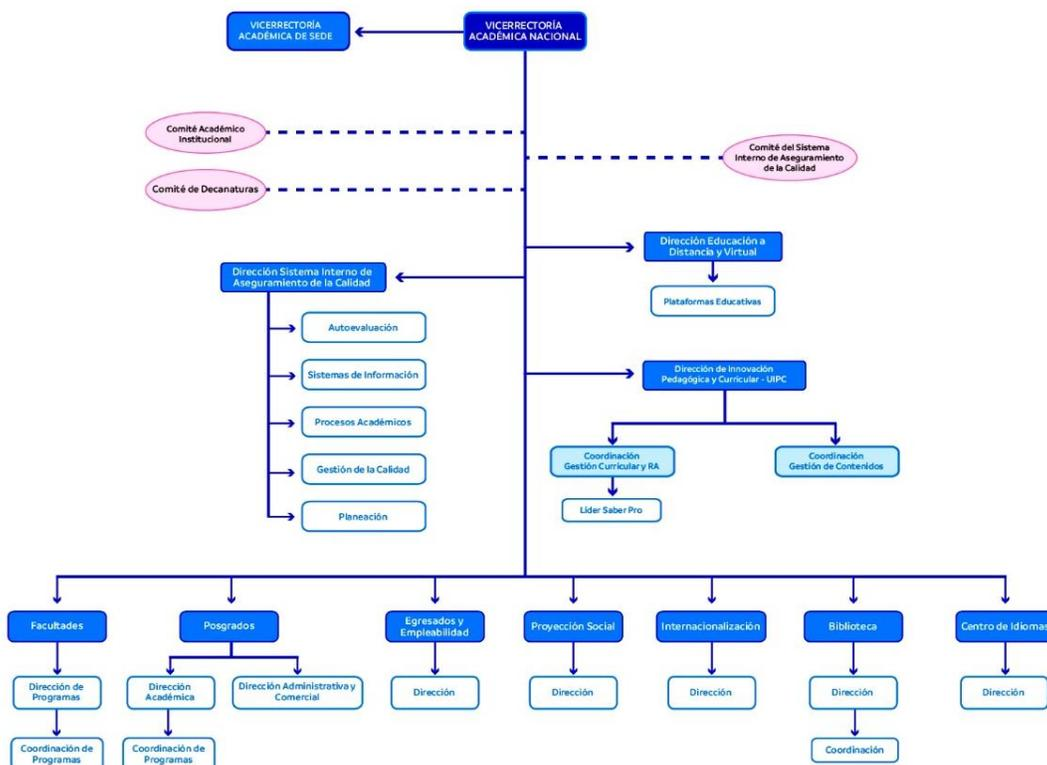 VICERRECTORÍA
ACADÉMICA DE SEDE
VICERRECTORÍA
ACADÉMICA NACIONAL
Comité Académico
Institucional
Comité del Sistema
Interno de Aseguramiento
de la Calidad
Comité de Decanaturas
Dirección Educación a
Distancia y Virtual
Plataformas Educativas
Dirección Sistema Interno de
Aseguramiento de la Calidad
Autoevaluación
Sistemas de Información
Procesos Académicos
Gestión de la Calidad
Planeación
Dirección de Innovación
Pedagógica y Curricular - UIPC
Coordinación
Gestión Curricular y RA
Líder Saber Pro
Coordinación
Gestión de Contenidos
Facultades
Dirección de
Programas
Coordinación de
Programas
Posgrados
Dirección
Académica
Coordinación de
Programas
Dirección Administrativa y
Comercial
Egresados y
Empleabilidad
Dirección
Proyección Social
Dirección
Internacionalización
Dirección
Biblioteca
Dirección
Coordinación
Centro de Idiomas
Dirección